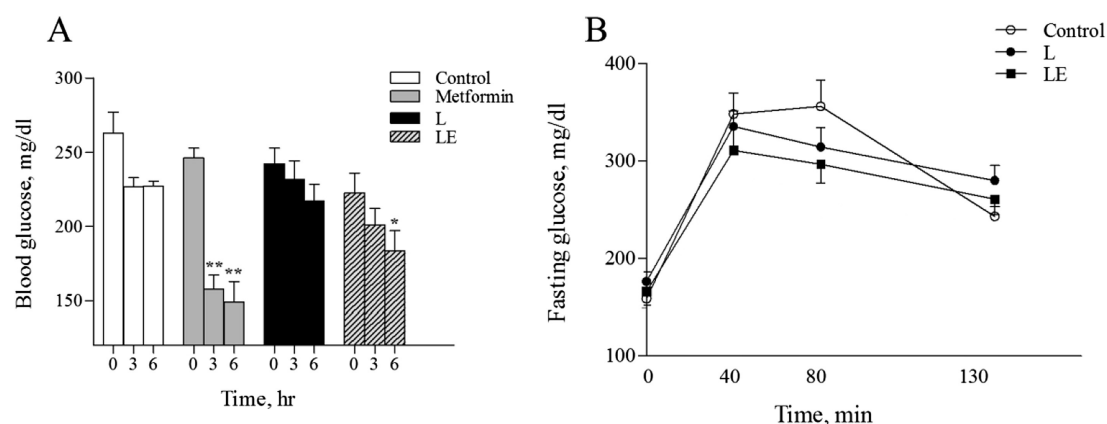 A
300
250
200
150
Blood glucose, mg/dl
Control
Metformin
L
LE
** **
*
0 3 6 0 3 6 0 3 6 0 3 6
Time, hr
B
400
300
200
100
Fasting glucose, mg/dl
Control
L
LE
0 40 80 130
Time, min